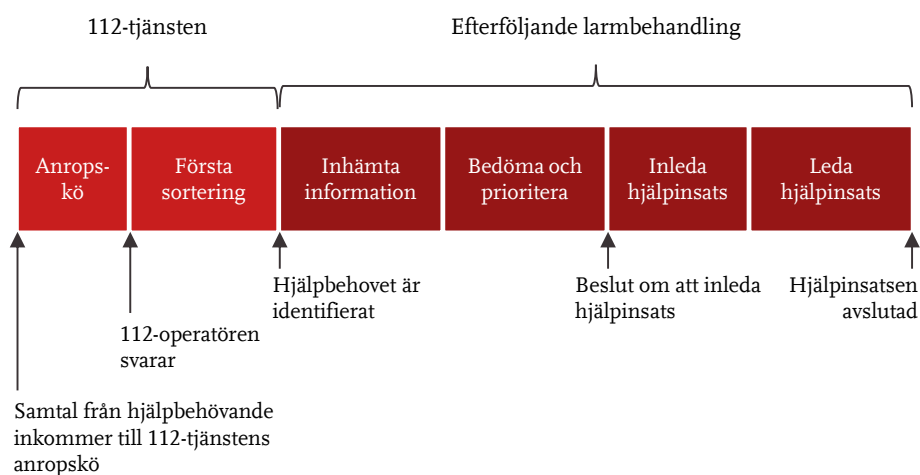 112-tjänsten
Efterföljande larmbehandling
Anrops-
kö
Första
sortering
Inhämta
information
Bedöma och
prioritera
Inleda
hjälpinsats
Leda
hjälpinsats
Hjälpbehovet är
identifierat
Beslut om att inleda
hjälpinsats
Hjälpinsatsen
avslutad
112-operatören
svarar
Samtal från hjälpbehövande
inkommer till 112-tjänstens
anropskö